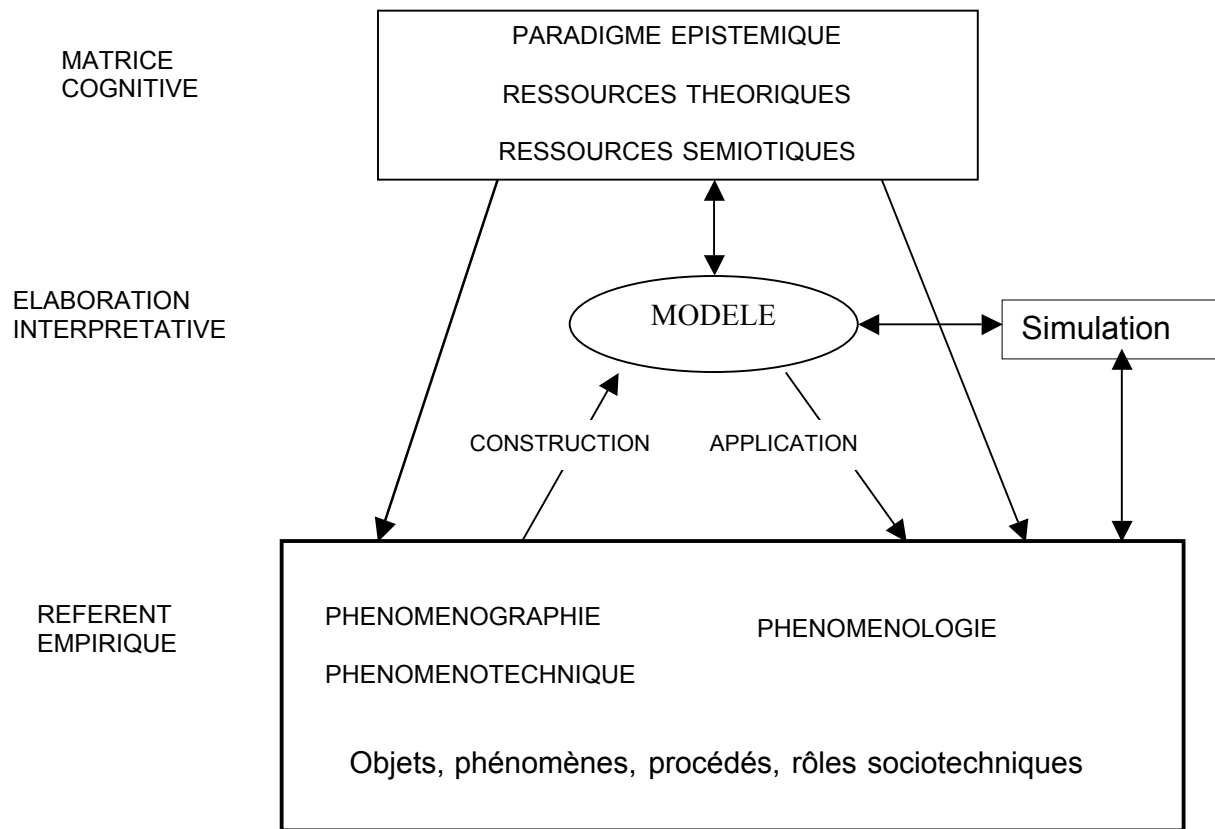 PARADIGME EPISTEMIQUE
MATRICE
COGNITIVE
RESSOURCES THEORIQUES
RESSOURCES SEMIOTIQUES
ELABORATION
INTERPRETATIVE
MODELE
Simulation
CONSTRUCTION
APPLICATION
REFERENT
EMPIRIQUE
PHENOMENOGRAPHIE
PHENOMENOLOGIE
PHENOMENOTECHNIQUE
Objets, phénomènes, procédés, rôles sociotechniques